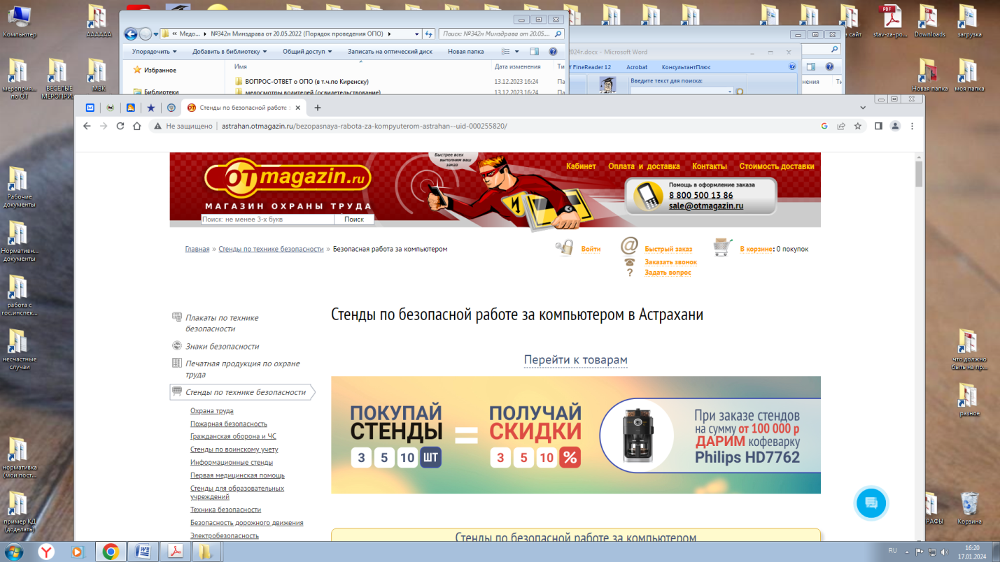 Компьютер
АААААА
мероприя...
по ОТ
ВЕСЕЛЫЕ
МЕРОПРИ...
МВК
Рабочие
документы
Нормативн...
документы
работа с
гос.инспек...
несчастные
случаи
нормативка
(мои пост...
пример КД
(доделать)
« Медо... ▸ №342н Минздрава от 20.05.2022 (Порядок проведения ОПО) ▸
Поиск: №342н Минздрава от 20.05....
Упорядочить
Добавить в библиотеку
Общий доступ
Записать на оптический диск
Новая папка
Избранное
Библиотеки
Имя
Дата изменения
Ти
ВОПРОС-ОТВЕТ о ОПО (в т.ч.по Киренску)
13.12.2023 16:24
Па
медосмотры водителей (освидетельствование)
13.12.2023 16:24
Па
2024г.docx - Microsoft Word
Y FineReader 12
Acrobat
КонсультантПлюс
Введите текст для поиска:
нения
Ти
а сайт
PDF
stav-za-po...
Downloads
загрузка
Новая папка
моя папка
что должно
быть на пр...
разное
РАФЫ
Корзина
Стенды по безопасной работе з
Не защищено
astrahan.otmagazin.ru/bezopasnaya-rabota-za-kompyuterom-astrahan--uid-000255820/
отmagazin.ru
МАГАЗИН ОХРАНЫ ТРУДА
Поиск: не менее 3-х букв
Поиск
Быстрее всех
выполним ваш
заказ
Кабинет
Оплата и доставка
Контакты
Стоимость доставки
Помощь в оформление заказа
8 800 500 13 86
sale@otmagazin.ru
Главная » Стенды по технике безопасности » Безопасная работа за компьютером
Войти
Быстрый заказ
Заказать звонок
Задать вопрос
В корзине: 0 покупок
Плакаты по технике
безопасности
Знаки безопасности
Печатная продукция по охране
труда
Стенды по технике безопасности
Охрана труда
Пожарная безопасность
Гражданская оборона и ЧС
Стенды по воинскому учету
Информационные стенды
Первая медицинская помощь
Стенды для образовательных
учреждений
Техника безопасности
Безопасность дорожного движения
Электробезопасность
Стенды по безопасной работе за компьютером в Астрахани
Перейти к товарам
ПОКУПАЙ
СТЕНДЫ
3 5 10 ШТ
=
ПОЛУЧАЙ
СКИДКИ
3 5 10 %
При заказе стендов
на сумму от 100 000 р
ДАРИМ кофеварку
Philips HD7762
Стенды по безопасной работе за компьютером
RU
16:20
17.01.2024